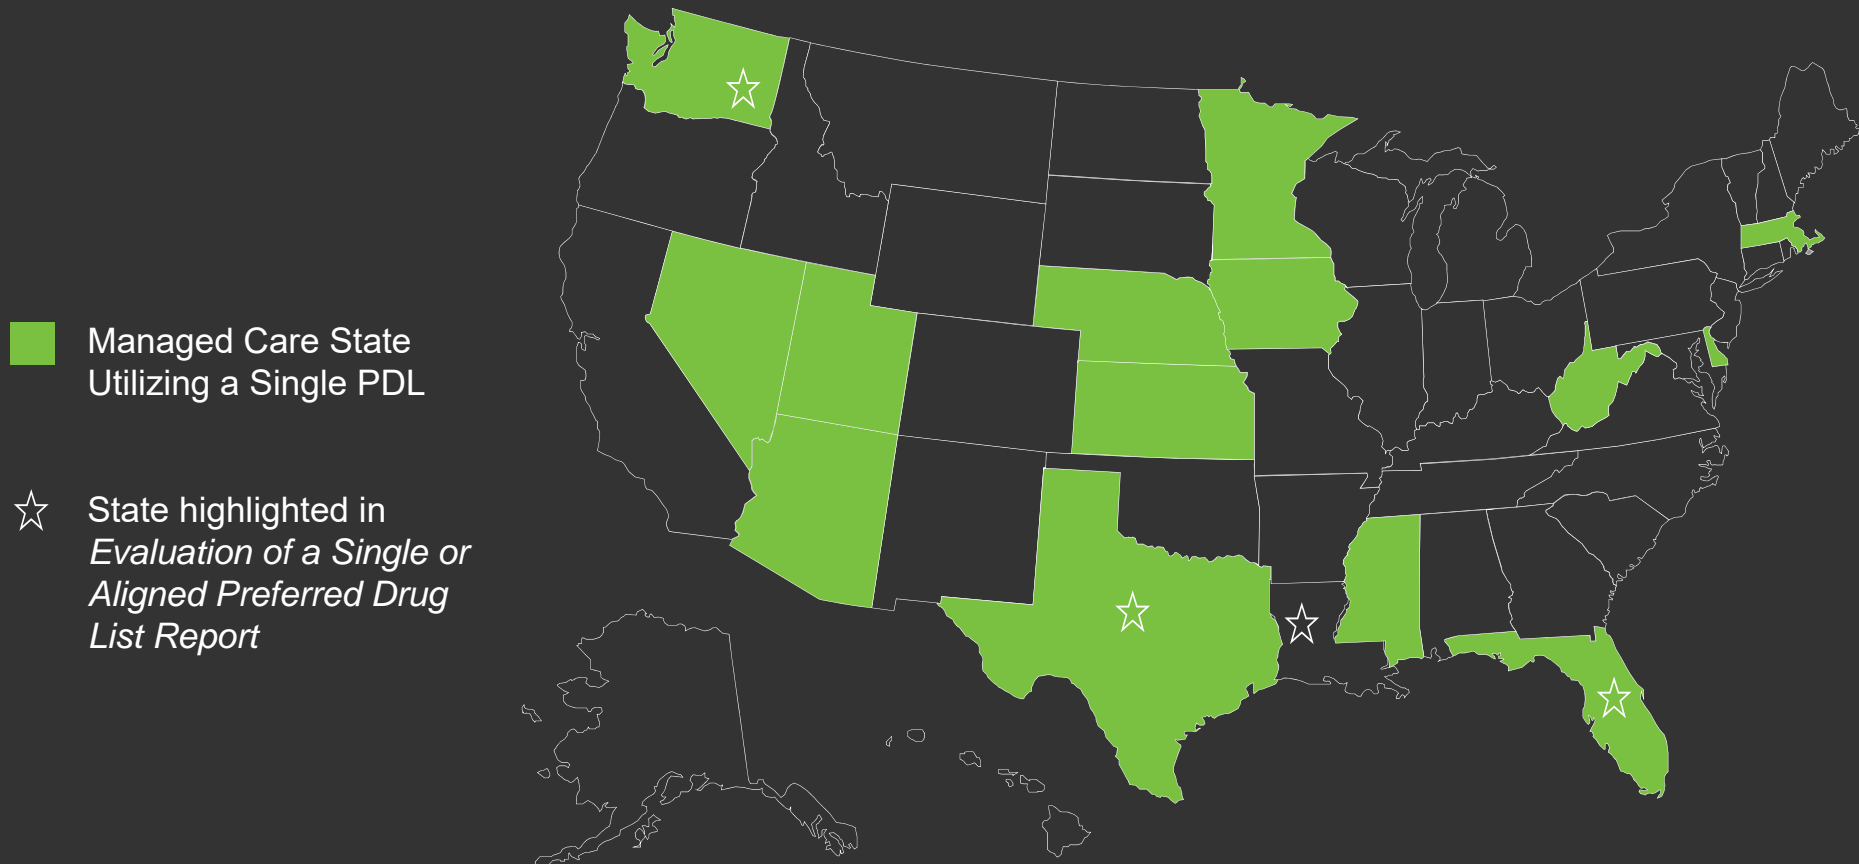 Managed Care State
Utilizing a Single PDL
State highlighted in
Evaluation of a Single or
Aligned Preferred Drug
List Report